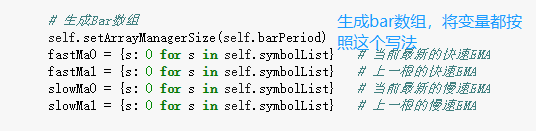 # 生成Bar数组
self.setArrayManagerSize(self.barPeriod)
fastMa0 = {s: 0 for s in self.symbolList} # 当前最新的快速EMA
fastMa1 = {s: 0 for s in self.symbolList} # 上一根的快速EMA
slowMa0 = {s: 0 for s in self.symbolList} # 当前最新的慢速EMA
slowMa1 = {s: 0 for s in self.symbolList} # 上一根的慢速EMA
生成bar数组，将变量都按
照这个写法